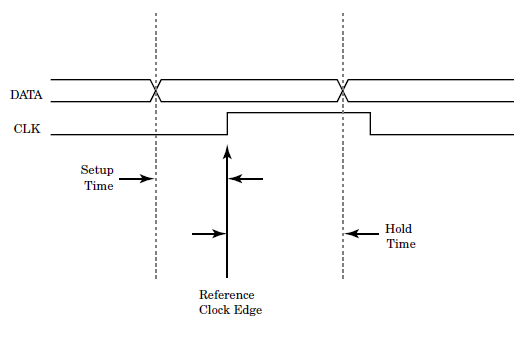 DATA
CLK
Setup
Time
Hold
Time
Reference
Clock Edge